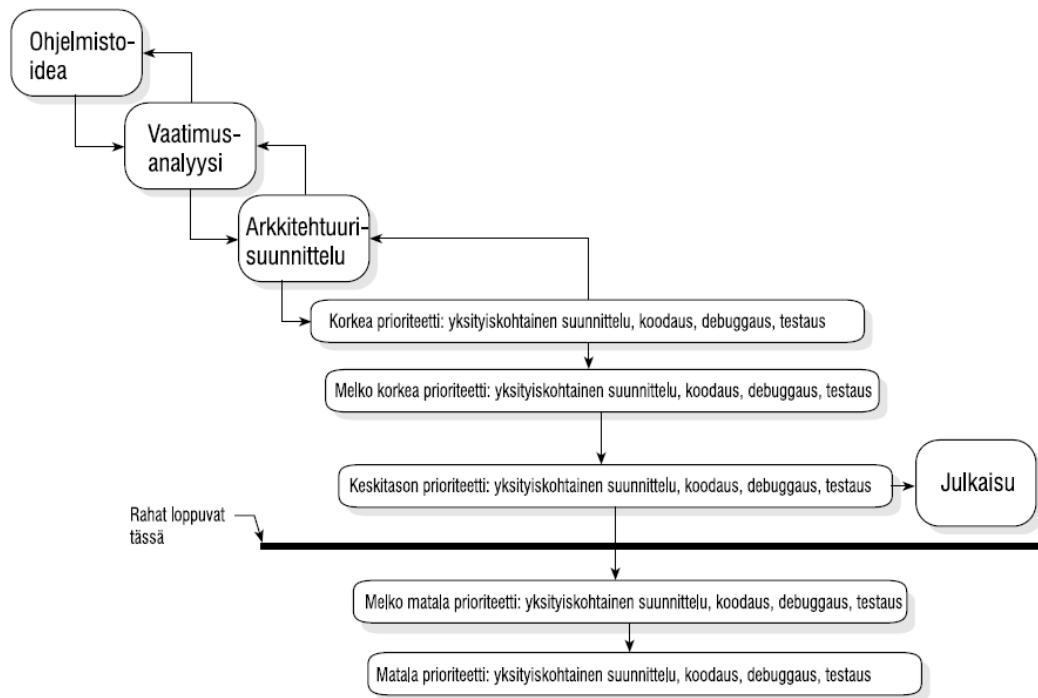 Ohjelmisto-
idea
Vaatimus-
analyysi
Arkkitehtuuri-
suunnittelu
Korkea prioriteetti: yksityiskohtainen suunnittelu, koodaus, debuggaus, testaus
Melko korkea prioriteetti: yksityiskohtainen suunnittelu, koodaus, debuggaus, testaus
Keskitason prioriteetti: yksityiskohtainen suunnittelu, koodaus, debuggaus, testaus
Julkaisu
Rahat loppuvat
tässä
Melko matala prioriteetti: yksityiskohtainen suunnittelu, koodaus, debuggaus, testaus
Matala prioriteetti: yksityiskohtainen suunnittelu, koodaus, debuggaus, testaus